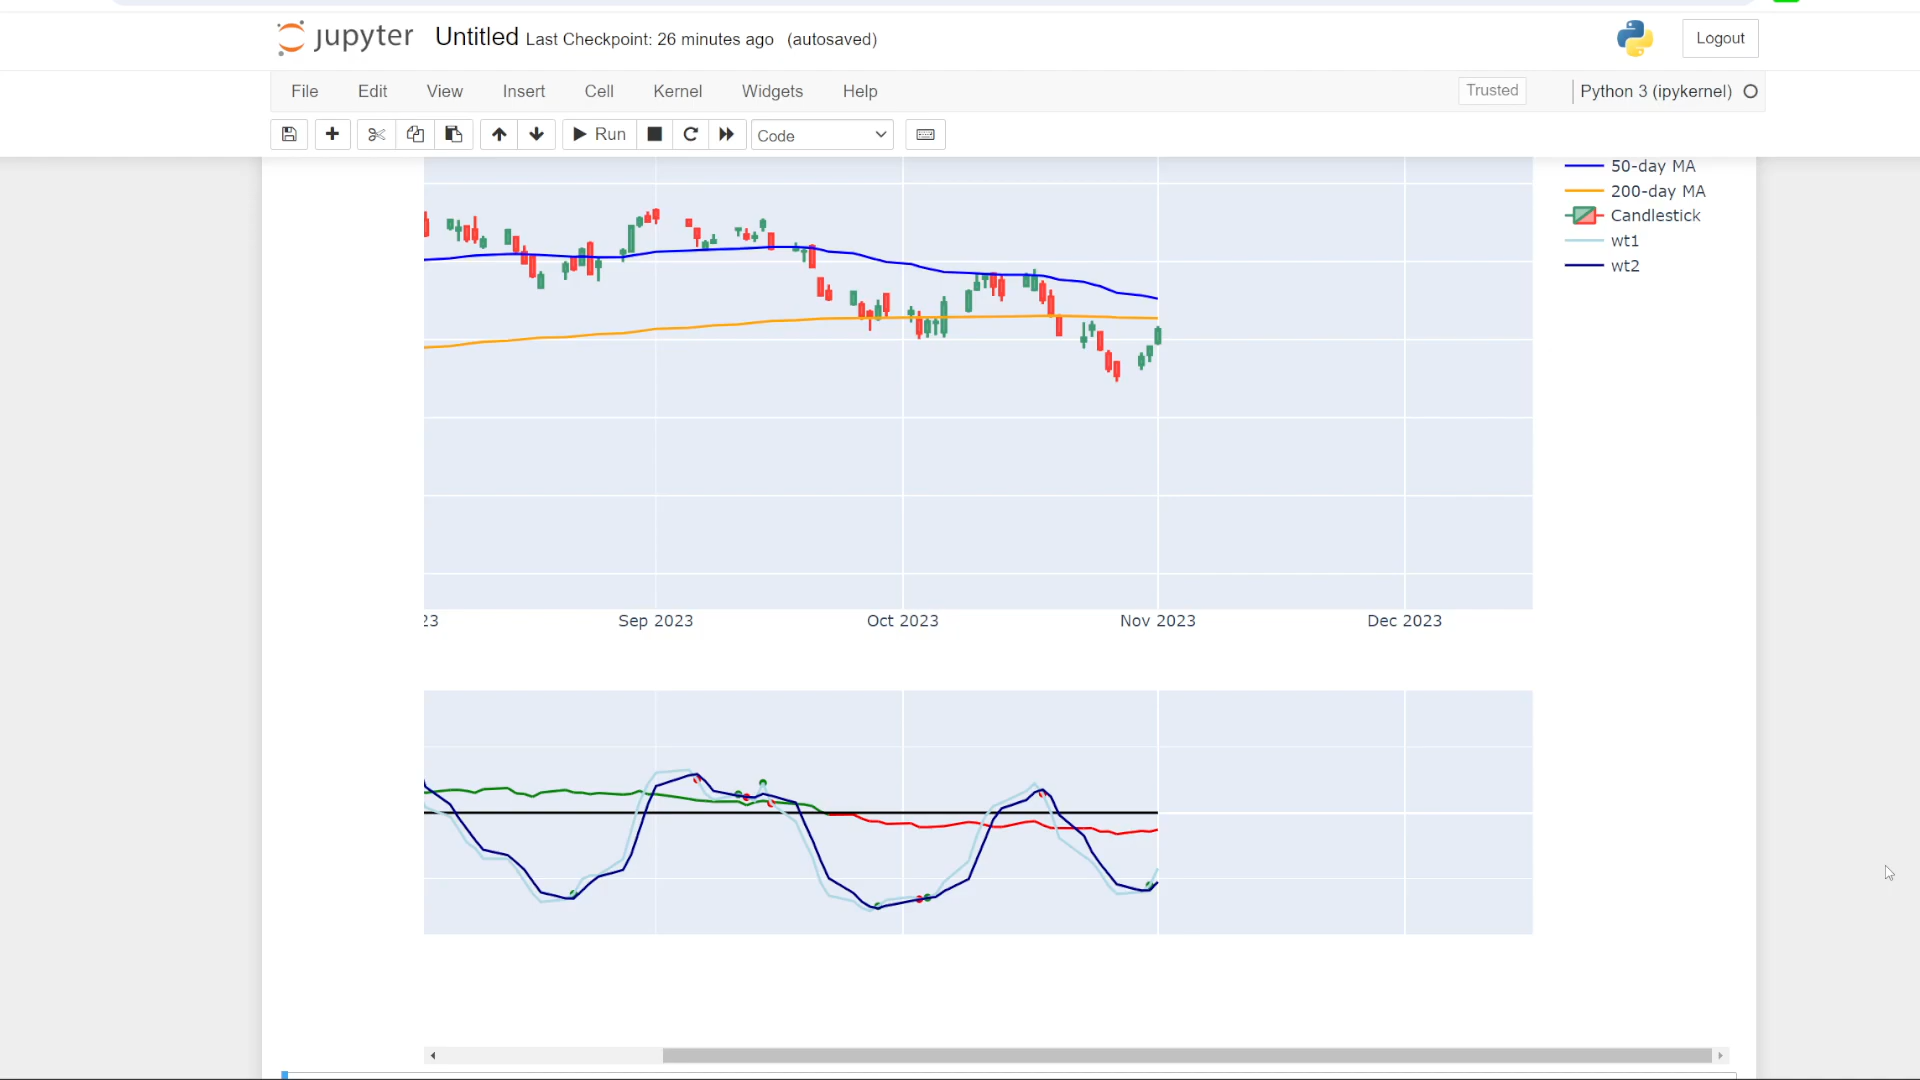 jupyter Untitled Last Checkpoint: 26 minutes ago (autosaved)
Logout
File Edit View Insert Cell Kernel Widgets Help
Trusted
Python 3 (ipykernel)
Run
Code
50-day MA
200-day MA
Candlestick
wt1
wt2
23 Sep 2023 Oct 2023 Nov 2023 Dec 2023